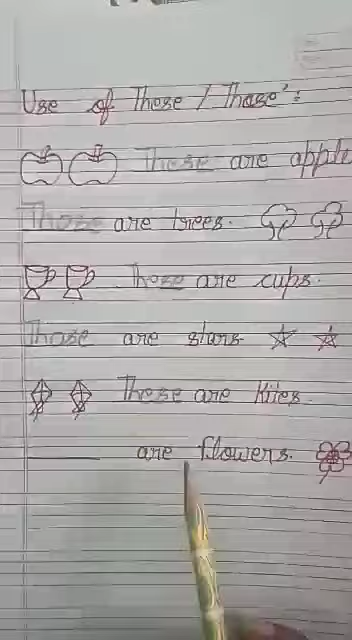 Use of These / Those :
These are apple
Those are trees.
These are cups.
Those are stars
These are kites.
______ are flowers.